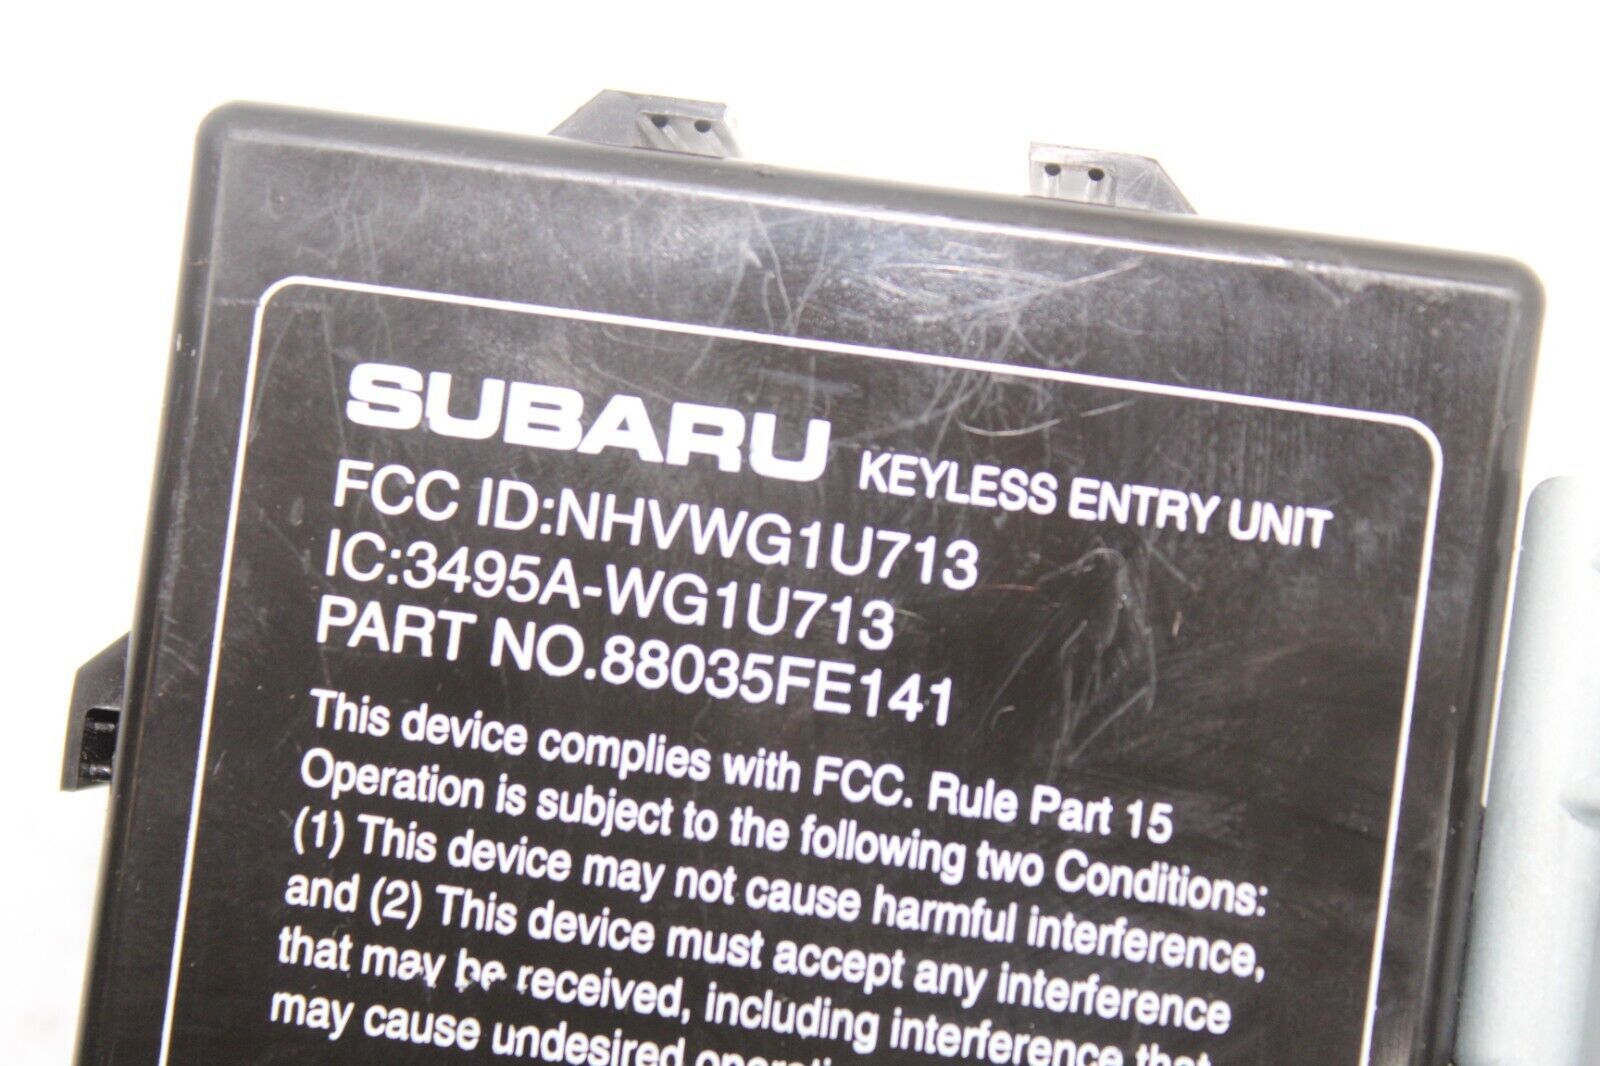 SUBARU KEYLESS ENTRY UNIT
FCC ID:NHVWG1U713
IC:3495A-WG1U713
PART NO.88035FE141
This device complies with FCC. Rule Part 15
Operation is subject to the following two Conditions:
(1) This device may not cause harmful interference,
and (2) This device must accept any interference
that may be received, including interference that
may cause undesired